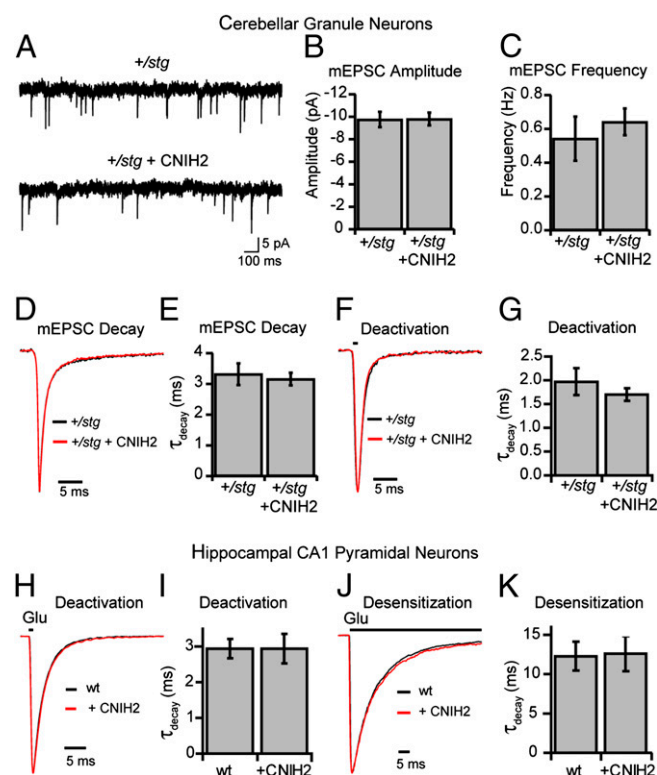 Cerebellar Granule Neurons
A
+/stg
+/stg + CNIH2
5 pA
100 ms
B
mEPSC Amplitude
Amplitude (pA)
-12
-10
-8
-6
-4
-2
0
+/stg
+/stg
+CNIH2
C
mEPSC Frequency
Frequency (Hz)
0.8
0.6
0.4
0.2
0.0
+/stg
+/stg
+CNIH2
D
mEPSC Decay
+/stg
+/stg + CNIH2
5 ms
E
mEPSC Decay
τdecay (ms)
4
3
2
1
0
+/stg
+/stg
+CNIH2
F
Deactivation
+/stg
+/stg + CNIH2
5 ms
G
Deactivation
τdecay (ms)
2.5
2.0
1.5
1.0
0.5
0.0
+/stg
+/stg
+CNIH2
Hippocampal CA1 Pyramidal Neurons
H
Glu
Deactivation
wt
+ CNIH2
5 ms
I
Deactivation
τdecay (ms)
3
2
1
0
wt
+CNIH2
J
Desensitization
Glu
wt
+ CNIH2
5 ms
K
Desensitization
τdecay (ms)
15
10
5
0
wt
+CNIH2